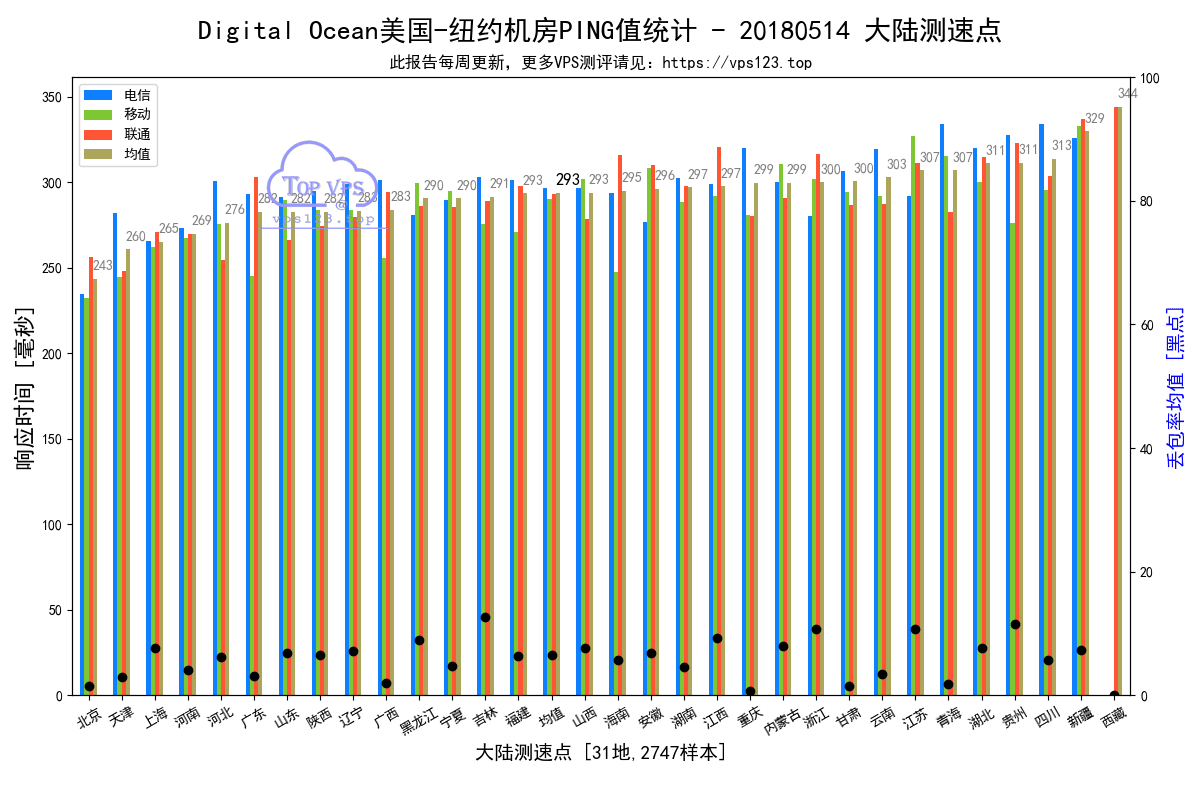 Digital Ocean美国-纽约机房PING值统计 - 20180514 大陆测速点
此报告每周更新，更多VPS测评请见：https://vps123.top
响应时间 [毫秒]
350
300
250
200
150
100
50
0
电信
移动
联通
均值
Top VPS
@
vps123.top
243
260
265
269
276
282
282
282
283
283
290
290
291
293
293
293
295
296
297
297
299
299
300
300
303
307
307
311
311
313
329
344
100
80
60
40
20
0
丢包率均值 [黑点]
北京
天津
上海
河南
河北
广东
山东
陕西
辽宁
广西
黑龙江
宁夏
吉林
福建
均值
山西
海南
安徽
湖南
江西
重庆
内蒙古
浙江
甘肃
云南
江苏
青海
湖北
贵州
四川
新疆
西藏
大陆测速点 [31地,2747样本]